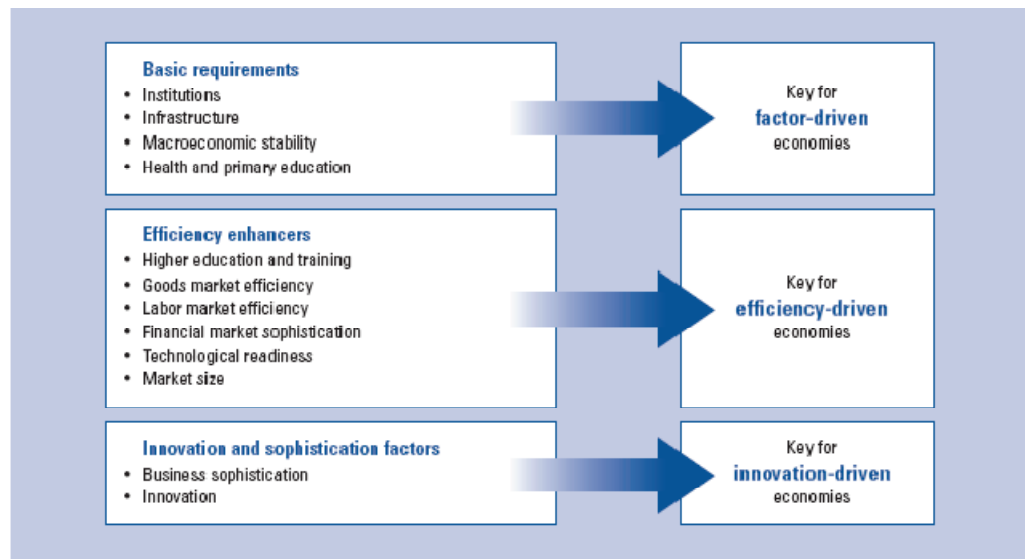 Basic requirements
• Institutions
• Infrastructure
• Macroeconomic stability
• Health and primary education
Key for
factor-driven
economies
Efficiency enhancers
• Higher education and training
• Goods market efficiency
• Labor market efficiency
• Financial market sophistication
• Technological readiness
• Market size
Key for
efficiency-driven
economies
Innovation and sophistication factors
• Business sophistication
• Innovation
Key for
innovation-driven
economies